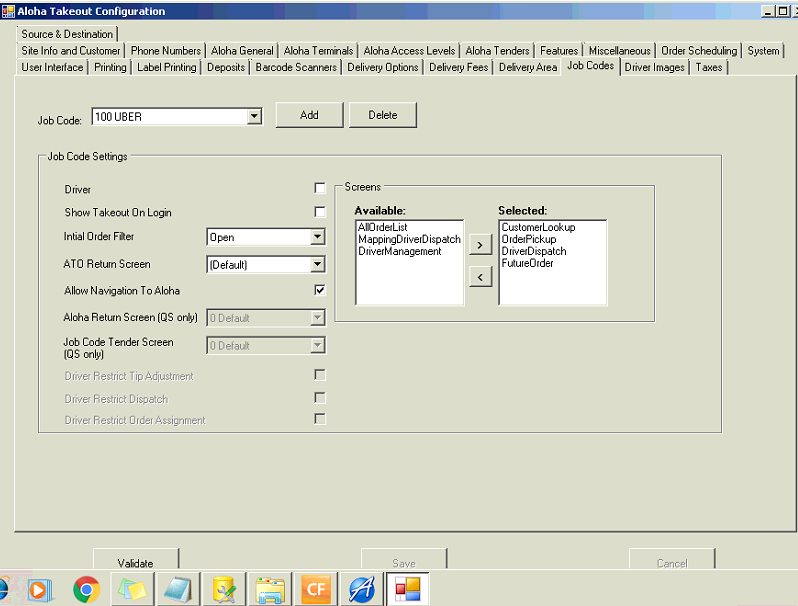 Aloha Takeout Configuration
Source & Destination
Site Info and Customer Phone Numbers Aloha General Aloha Terminals Aloha Access Levels Aloha Tenders Features Miscellaneous Order Scheduling System
User Interface Printing Label Printing Deposits Barcode Scanners Delivery Options Delivery Fees Delivery Area Job Codes Driver Images Taxes
Job Code: 100 UBER Add Delete
Job Code Settings
Driver
Show Takeout On Login
Intial Order Filter Open
ATO Return Screen (Default)
Allow Navigation To Aloha
Aloha Return Screen (QS only) 0 Default
Job Code Tender Screen
(QS only)
0 Default
Driver Restrict Tip Adjustment
Driver Restrict Dispatch
Driver Restrict Order Assignment
Screens
Available:
AllOrderList
MappingDriverDispatch
DriverManagement
>
<
Selected:
CustomerLookup
OrderPickup
DriverDispatch
FutureOrder
Validate Save Cancel
CF